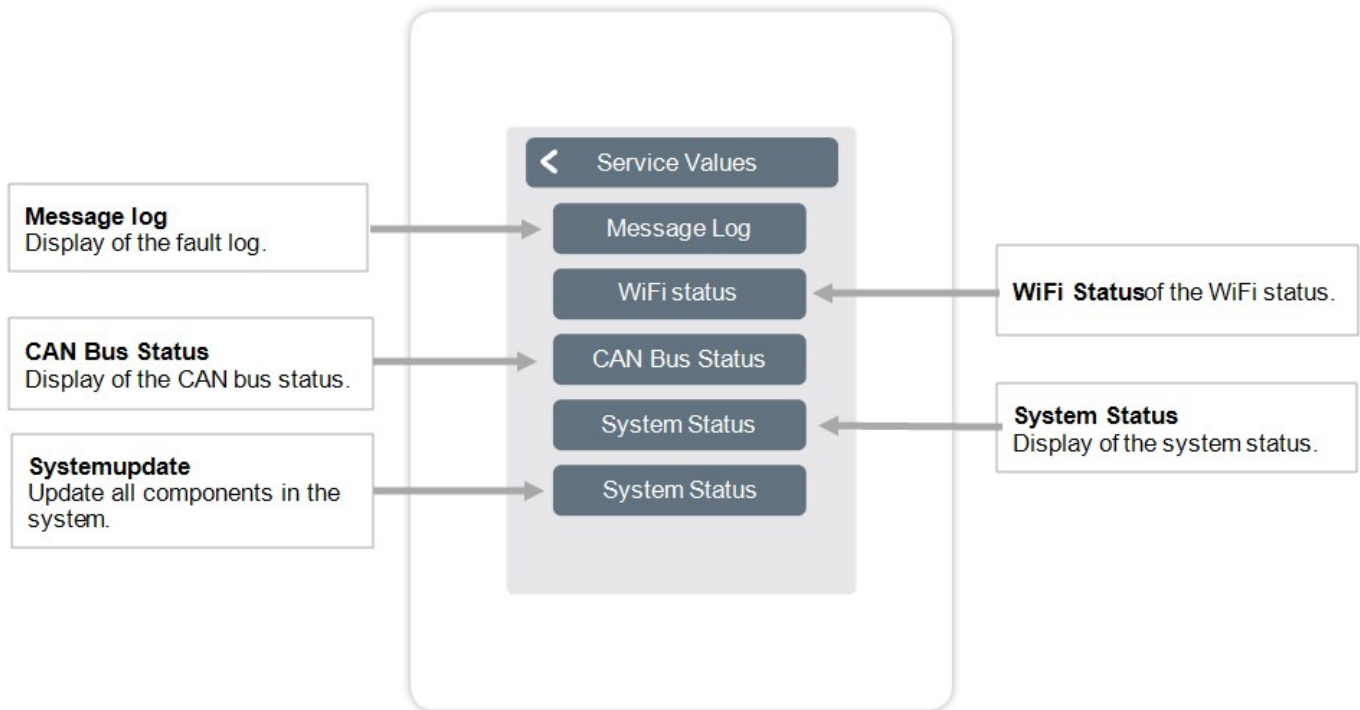 Service Values
Message log
Display of the fault log.
Message Log
WiFi status
WiFi Statusof the WiFi status.
CAN Bus Status
Display of the CAN bus status.
CAN Bus Status
System Status
System Status
Display of the system status.
Systemupdate
Update all components in the
system.
System Status